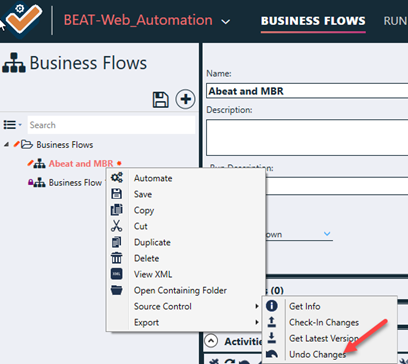 BEAT-Web_Automation
BUSINESS FLOWS
RUN
Business Flows
Search
Business Flows
Abeat and MBR
Business Flow
Name:
Abeat and MBR
Description:
Run Description
Automate
Save
Copy
Cut
Duplicate
Delete
View XML
Open Containing Folder
Source Control
Export
Get Info
Check-In Changes
Get Latest Version
Undo Changes
(0)
Activities